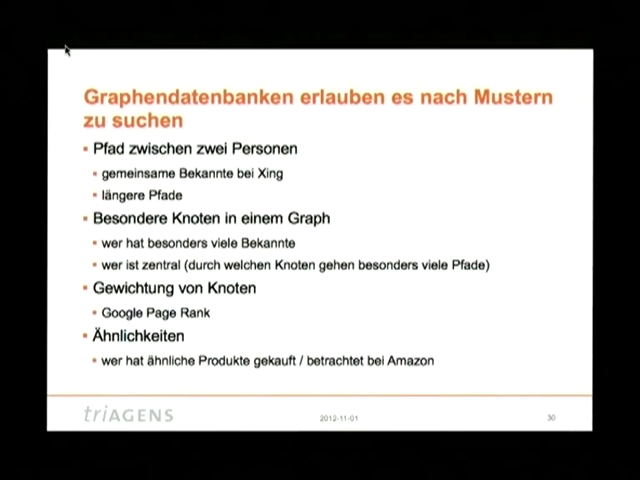 Graphendatenbanken erlauben es nach Mustern
zu suchen
Pfad zwischen zwei Personen
gemeinsame Bekannte bei Xing
längere Pfade
Besondere Knoten in einem Graph
wer hat besonders viele Bekannte
wer ist zentral (durch welchen Knoten gehen besonders viele Pfade)
Gewichtung von Knoten
Google Page Rank
Ähnlichkeiten
wer hat ähnliche Produkte gekauft / betrachtet bei Amazon
triAGENS
2012-11-01
30